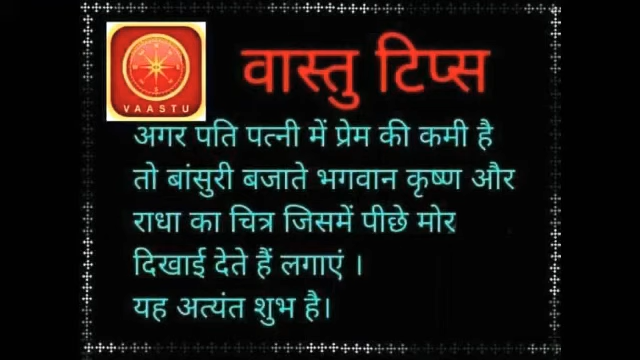 VAASTU
वास्तु टिप्स
अगर पति पत्नी में प्रेम की कमी है
तो बांसुरी बजाते भगवान कृष्ण और
राधा का चित्र जिसमें पीछे मोर
दिखाई देते हैं लगाएं ।
यह अत्यंत शुभ है।